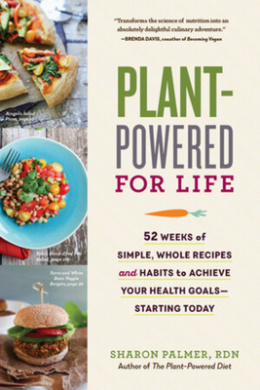 "Transforms the science of nutrition into an
absolutely delightful culinary adventure."
—BRENDA DAVIS, coauthor of Becoming Vegan
PLANT-
POWERED
FOR LIFE
52 WEEKS of
SIMPLE, WHOLE RECIPES
and HABITS to ACHIEVE
YOUR HEALTH GOALS—
STARTING TODAY
SHARON PALMER, RDN
Author of The Plant-Powered Diet